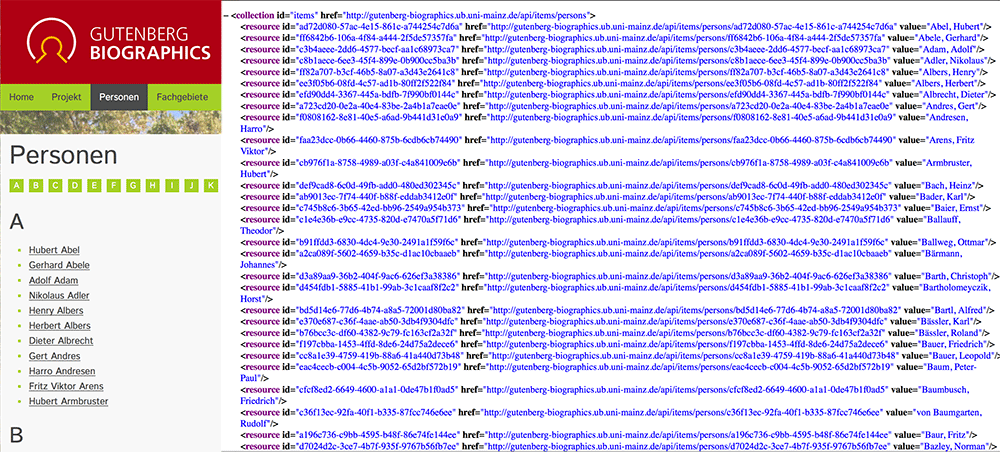 GUTENBERG
BIOGRAPHICS
Home Projekt Personen Fachgebiete
Personen
A B C D E F G H I J K
A
Hubert Abel
Gerhard Abele
Adolf Adam
Nikolaus Adler
Henry Albers
Herbert Albers
Dieter Albrecht
Gert Andres
Harro Andresen
Fritz Viktor Arens
Hubert Armbruster
B
− <collection id="items" href="http://gutenberg-biographics.ub.uni-mainz.de/api/items/persons">
<resource id="ad72d080-57ac-4e15-861c-a744254c7d6a" href="http://gutenberg-biographics.ub.uni-mainz.de/api/items/persons/ad72d080-57ac-4e15-861c-a744254c7d6a" value="Abel, Hubert"/>
<resource id="ff6842b6-106a-4f84-a444-2f5de57357fa" href="http://gutenberg-biographics.ub.uni-mainz.de/api/items/persons/ff6842b6-106a-4f84-a444-2f5de57357fa" value="Abele, Gerhard"/>
<resource id="c3b4aeee-2dd6-4577-becf-aa1c68973ca7" href="http://gutenberg-biographics.ub.uni-mainz.de/api/items/persons/c3b4aeee-2dd6-4577-becf-aa1c68973ca7" value="Adam, Adolf"/>
<resource id="c8b1aece-6ee3-45f4-899e-0b900cc5ba3b" href="http://gutenberg-biographics.ub.uni-mainz.de/api/items/persons/c8b1aece-6ee3-45f4-899e-0b900cc5ba3b" value="Adler, Nikolaus"/>
<resource id="ff82a707-b3cf-46b5-8a07-a3d43e2641c8" href="http://gutenberg-biographics.ub.uni-mainz.de/api/items/persons/ff82a707-b3cf-46b5-8a07-a3d43e2641c8" value="Albers, Henry"/>
<resource id="ee3f05b6-08fd-4c57-ad1b-80ff2f522f84" href="http://gutenberg-biographics.ub.uni-mainz.de/api/items/persons/ee3f05b6-08fd-4c57-ad1b-80ff2f522f84" value="Albers, Herbert"/>
<resource id="efd90dd4-3367-445a-bdfb-7f990bf0144c" href="http://gutenberg-biographics.ub.uni-mainz.de/api/items/persons/efd90dd4-3367-445a-bdfb-7f990bf0144c" value="Albrecht, Dieter"/>
<resource id="a723cd20-0e2a-40e4-83be-2a4b1a7eae0e" href="http://gutenberg-biographics.ub.uni-mainz.de/api/items/persons/a723cd20-0e2a-40e4-83be-2a4b1a7eae0e" value="Andres, Gert"/>
<resource id="f0808162-8e81-40e5-a6ad-9b441d31c0a9" href="http://gutenberg-biographics.ub.uni-mainz.de/api/items/persons/f0808162-8e81-40e5-a6ad-9b441d31c0a9" value="Andresen,
Harro"/>
<resource id="faa23dcc-0b66-4460-875b-6cdb6cb74490" href="http://gutenberg-biographics.ub.uni-mainz.de/api/items/persons/faa23dcc-0b66-4460-875b-6cdb6cb74490" value="Arens, Fritz
Viktor"/>
<resource id="cb976f1a-8758-4989-a03f-c4a841009e6b" href="http://gutenberg-biographics.ub.uni-mainz.de/api/items/persons/cb976f1a-8758-4989-a03f-c4a841009e6b" value="Armbruster,
Hubert"/>
<resource id="def9cad8-6c0d-49fb-add0-480ed302345c" href="http://gutenberg-biographics.ub.uni-mainz.de/api/items/persons/def9cad8-6c0d-49fb-add0-480ed302345c" value="Bach, Heinz"/>
<resource id="ab9013ec-7f74-440f-b88f-eddab3412e0f" href="http://gutenberg-biographics.ub.uni-mainz.de/api/items/persons/ab9013ec-7f74-440f-b88f-eddab3412e0f" value="Bader, Karl"/>
<resource id="c745b8c6-3b65-42ed-bb96-2549a954b373" href="http://gutenberg-biographics.ub.uni-mainz.de/api/items/persons/c745b8c6-3b65-42ed-bb96-2549a954b373" value="Baier, Ernst"/>
<resource id="c1e4e36b-e9cc-4735-820d-e7470a5f71d6" href="http://gutenberg-biographics.ub.uni-mainz.de/api/items/persons/c1e4e36b-e9cc-4735-820d-e7470a5f71d6" value="Ballauff,
Theodor"/>
<resource id="b91ffdd3-6830-4dc4-9e30-2491a1f59f6c" href="http://gutenberg-biographics.ub.uni-mainz.de/api/items/persons/b91ffdd3-6830-4dc4-9e30-2491a1f59f6c" value="Ballweg, Ottmar"/>
<resource id="a2ca089f-5602-4659-b35c-d1ac10cbaaeb" href="http://gutenberg-biographics.ub.uni-mainz.de/api/items/persons/a2ca089f-5602-4659-b35c-d1ac10cbaaeb" value="Bärmann,
Johannes"/>
<resource id="d3a89aa9-36b2-404f-9ac6-626ef3a38386" href="http://gutenberg-biographics.ub.uni-mainz.de/api/items/persons/d3a89aa9-36b2-404f-9ac6-626ef3a38386" value="Barth, Christoph"/>
<resource id="d454fdb1-5885-41b1-99ab-3c1caaf8f2c2" href="http://gutenberg-biographics.ub.uni-mainz.de/api/items/persons/d454fdb1-5885-41b1-99ab-3c1caaf8f2c2" value="Bartholomeyczik,
Horst"/>
<resource id="bd5d14e6-77d6-4b74-a8a5-72001d80ba82" href="http://gutenberg-biographics.ub.uni-mainz.de/api/items/persons/bd5d14e6-77d6-4b74-a8a5-72001d80ba82" value="Bartl, Alfred"/>
<resource id="e370e687-c36f-4aae-ab50-3db4f9304dfc" href="http://gutenberg-biographics.ub.uni-mainz.de/api/items/persons/e370e687-c36f-4aae-ab50-3db4f9304dfc" value="Bässler, Karl"/>
<resource id="b76bcc3c-df60-4382-9c79-fc163cf2a32f" href="http://gutenberg-biographics.ub.uni-mainz.de/api/items/persons/b76bcc3c-df60-4382-9c79-fc163cf2a32f" value="Bässler, Roland"/>
<resource id="f197cbba-1453-4ffd-8de6-24d75a2dece6" href="http://gutenberg-biographics.ub.uni-mainz.de/api/items/persons/f197cbba-1453-4ffd-8de6-24d75a2dece6" value="Bauer, Friedrich"/>
<resource id="cc8a1e39-4759-419b-88a6-41a440d73b48" href="http://gutenberg-biographics.ub.uni-mainz.de/api/items/persons/cc8a1e39-4759-419b-88a6-41a440d73b48" value="Bauer, Leopold"/>
<resource id="eac4cecb-c004-4c5b-9052-65d2bf572b19" href="http://gutenberg-biographics.ub.uni-mainz.de/api/items/persons/eac4cecb-c004-4c5b-9052-65d2bf572b19" value="Baum, Peter-
Paul"/>
<resource id="cfcf8ed2-6649-4600-a1a1-0de47b1f0ad5" href="http://gutenberg-biographics.ub.uni-mainz.de/api/items/persons/cfcf8ed2-6649-4600-a1a1-0de47b1f0ad5" value="Baumbusch,
Friedrich"/>
<resource id="c36f13ec-92fa-40f1-b335-87fcc746e6ee" href="http://gutenberg-biographics.ub.uni-mainz.de/api/items/persons/c36f13ec-92fa-40f1-b335-87fcc746e6ee" value="von Baumgarten,
Rudolf"/>
<resource id="a196c736-c9bb-4595-b48f-86e74fe144ee" href="http://gutenberg-biographics.ub.uni-mainz.de/api/items/persons/a196c736-c9bb-4595-b48f-86e74fe144ee" value="Baur, Fritz"/>
<resource id="d7024d2c-3ce7-4b7f-935f-9767b56fb7ee" href="http://gutenberg-biographics.ub.uni-mainz.de/api/items/persons/d7024d2c-3ce7-4b7f-935f-9767b56fb7ee" value="Bazley, Norman"/>